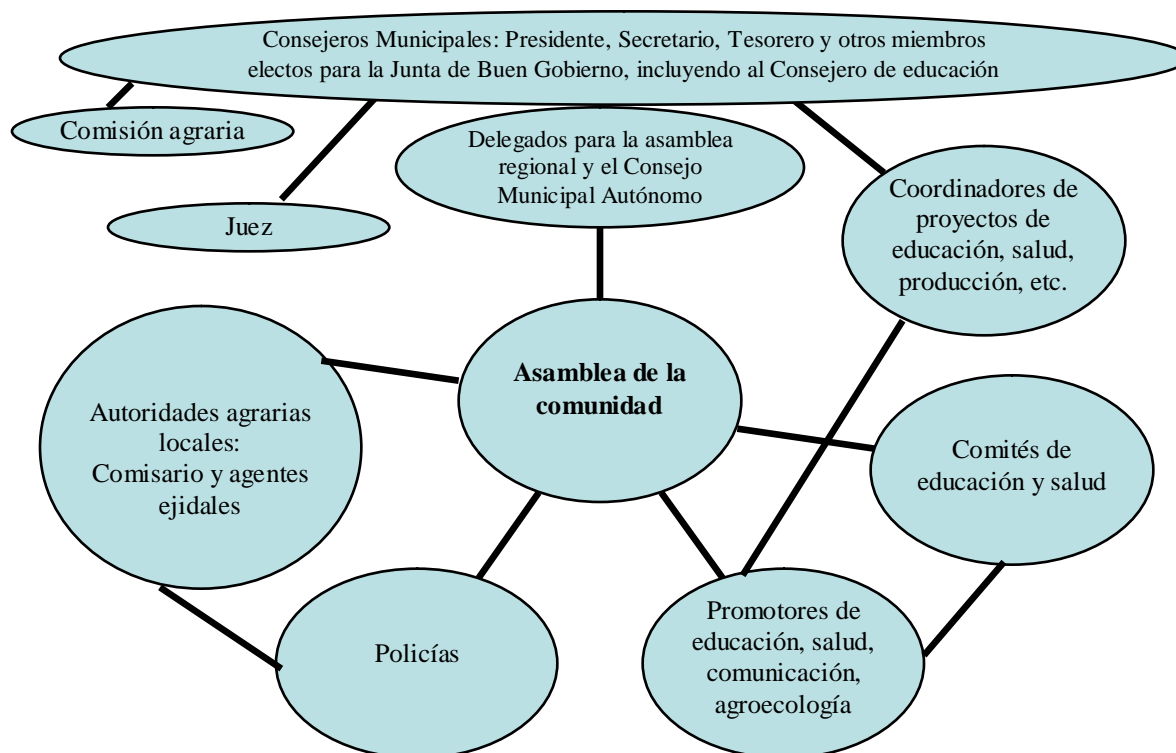 Consejeros Municipales: Presidente, Secretario, Tesorero y otros miembros
electos para la Junta de Buen Gobierno, incluyendo al Consejero de educación
Comisión agraria
Delegados para la asamblea
regional y el Consejo
Municipal Autónomo
Juez
Coordinadores de
proyectos de
educación, salud,
producción, etc.
Asamblea de la
comunidad
Autoridades agrarias
locales:
Comisario y agentes
ejidales
Comités de
educación y salud
Policías
Promotores de
educación, salud,
comunicación,
agroecología